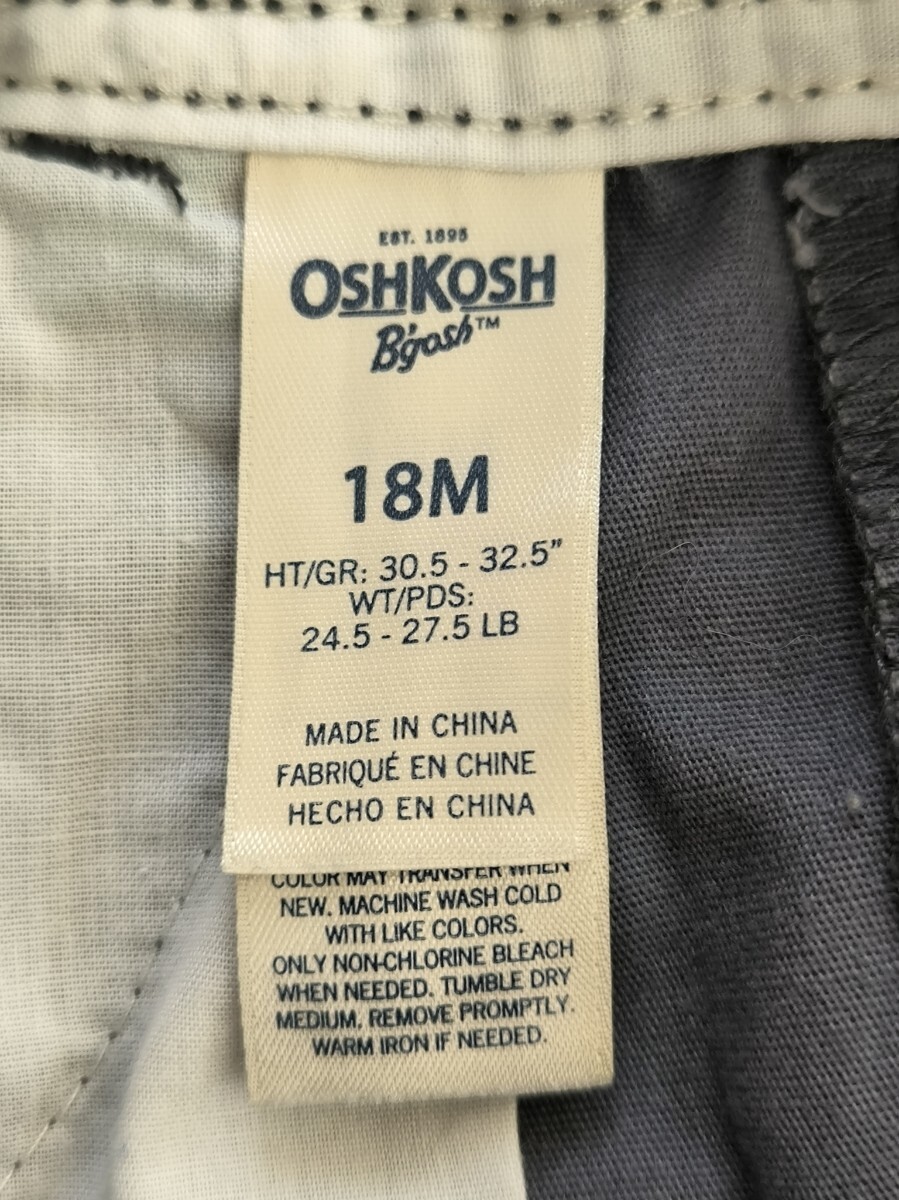 EST. 1895
OSHKOSH
B'gosh™
18M
HT/GR: 30.5 - 32.5"
WT/PDS:
24.5 - 27.5 LB
MADE IN CHINA
FABRIQUÉ EN CHINE
HECHO EN CHINA
COLOR MAY TRANSFER WHEN
NEW. MACHINE WASH COLD
WITH LIKE COLORS.
ONLY NON-CHLORINE BLEACH
WHEN NEEDED. TUMBLE DRY
MEDIUM. REMOVE PROMPTLY.
WARM IRON IF NEEDED.